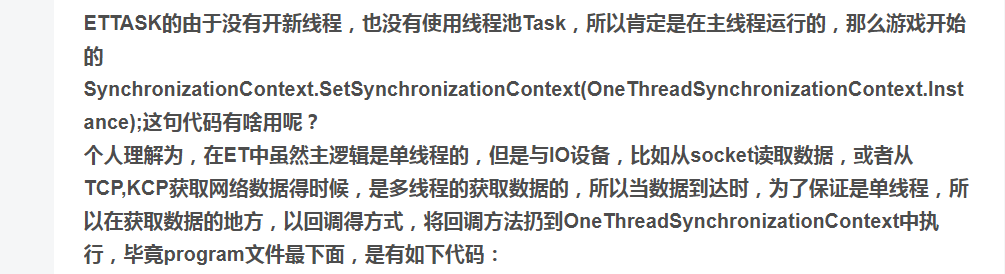 ETTASK的由于没有开新线程，也没有使用线程池Task，所以肯定是在主线程运行的，那么游戏开始
的
SynchronizationContext.SetSynchronizationContext(OneThreadSynchronizationContext.Inst
ance);这句代码有啥用呢？
个人理解为，在ET中虽然主逻辑是单线程的，但是与IO设备，比如从socket读取数据，或者从
TCP,KCP获取网络数据得时候，是多线程的获取数据的，所以当数据到达时，为了保证是单线程，所
以在获取数据的地方，以回调得方式，将回调方法扔到OneThreadSynchronizationContext中执
行，毕竟program文件最下面，是有如下代码：